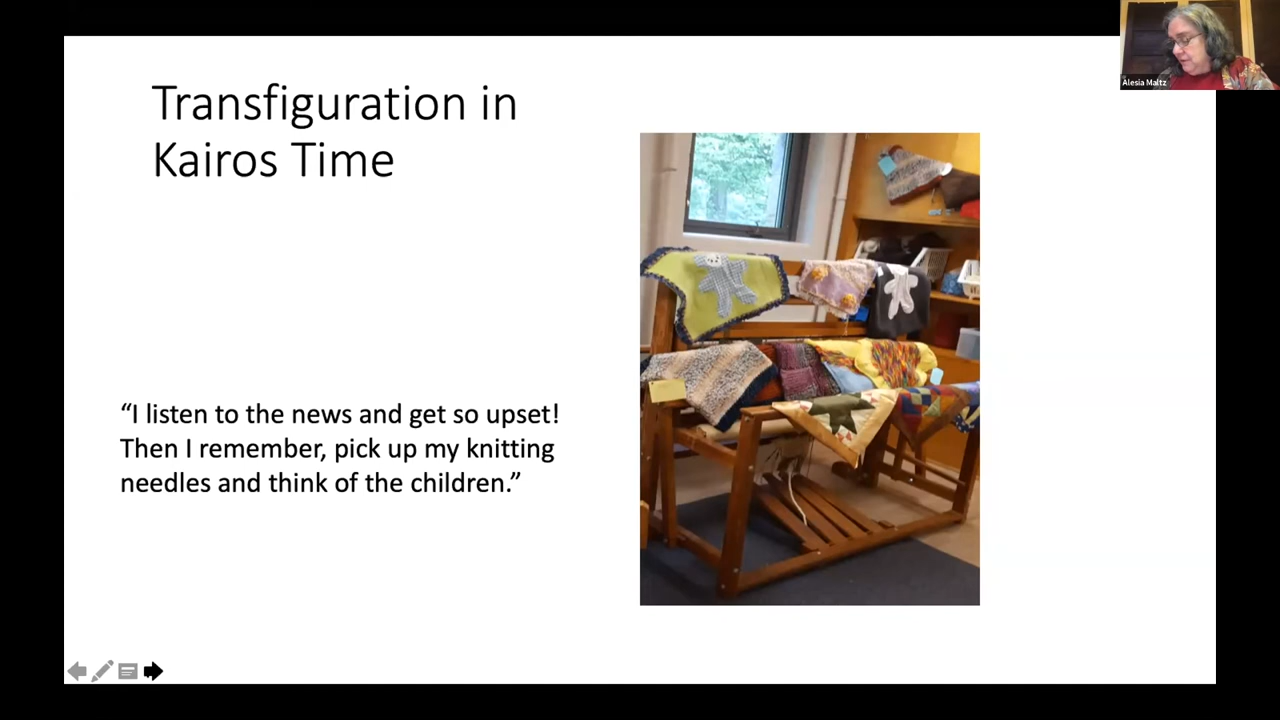 Alesia Maltz
Transfiguration in
Kairos Time
“I listen to the news and get so upset!
Then I remember, pick up my knitting
needles and think of the children.”